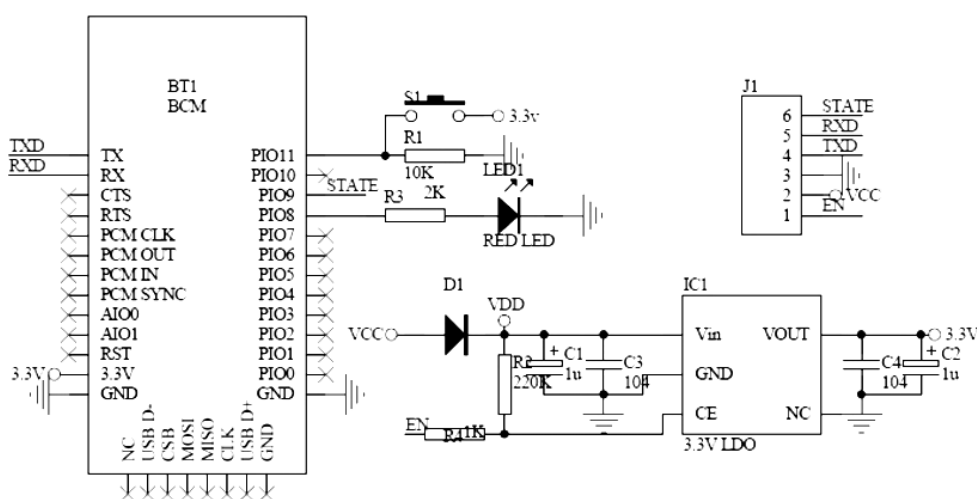 BT1
BCM
TXD
RXD
TX
RX
CTS
RTS
PCM CLK
PCM OUT
PCM IN
PCM SYNC
AIO0
AIO1
RST
3.3V
3.3V
GND
NC
USB D-
CSB
MOSI
MISO
CLK
USB D+
GND
PIO11
PIO10
PIO9
PIO8
PIO7
PIO6
PIO5
PIO4
PIO3
PIO2
PIO1
PIO0
GND
S1
3.3v
R1
10K
LED1
STATE
R3
2K
RED LED
J1
6
STATE
5
RXD
4
TXD
3
2
VCC
1
EN
D1
VDD
VCC
R2
220K
C1
+
1u
C3
104
EN
R4
1K
IC1
Vin
VOUT
GND
CE
NC
3.3V LDO
3.3V
C4
104
+
C2
1u